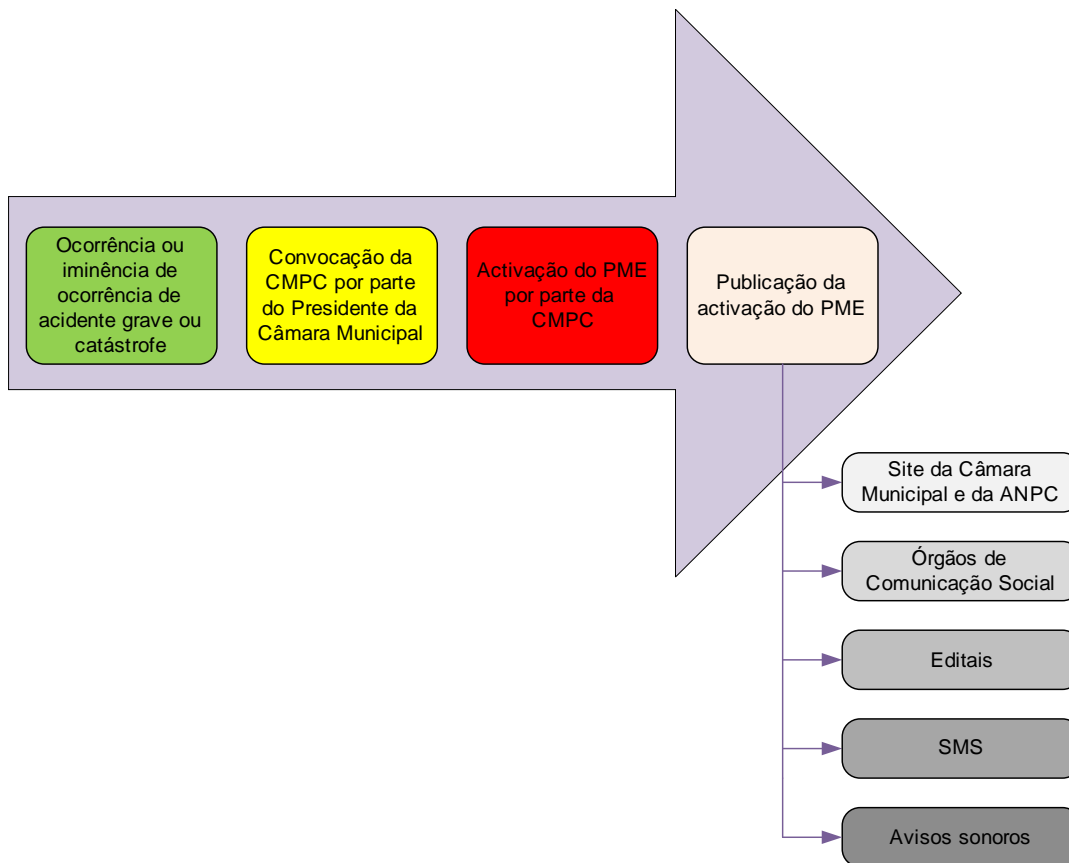 Ocorrência ou
iminência de
ocorrência de
acidente grave ou
catástrofe
Convocação da
CMPC por parte
do Presidente da
Câmara Municipal
Activação do PME
por parte da
CMPC
Publicação da
activação do PME
Site da Câmara
Municipal e da ANPC
Órgãos de
Comunicação Social
Editais
SMS
Avisos sonoros